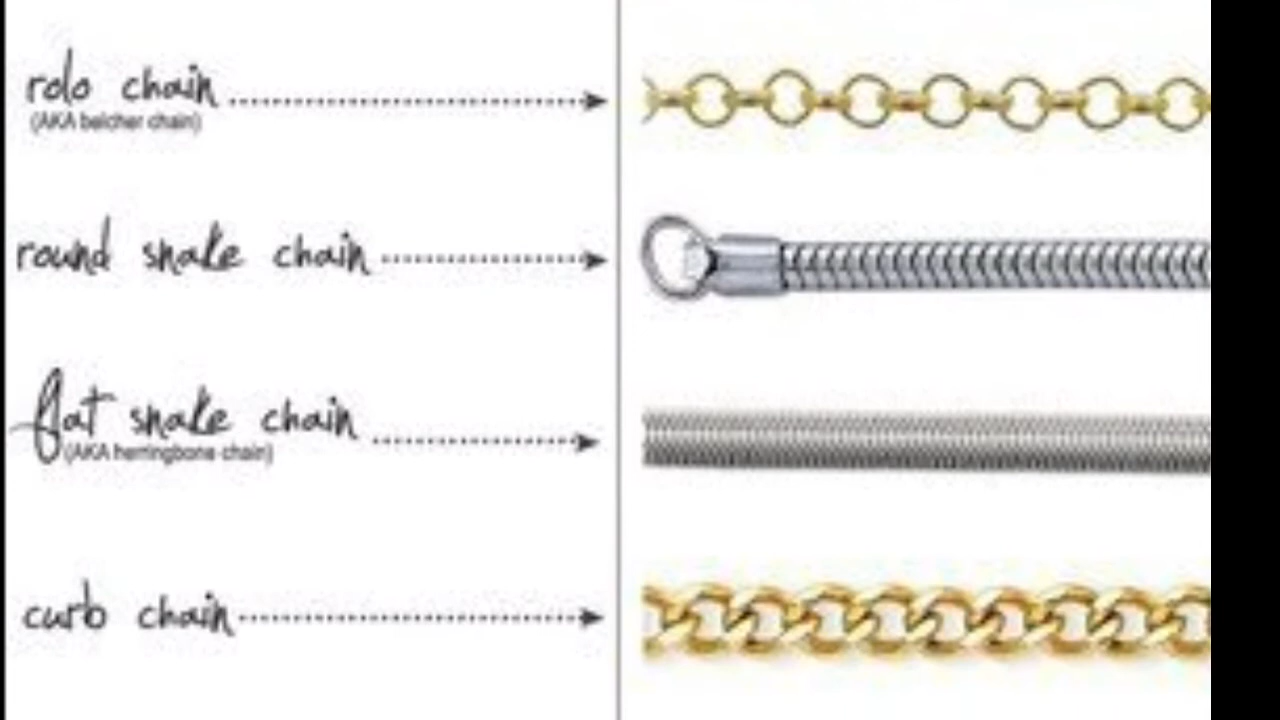 rolo chain
(AKA belcher chain)
round snake chain
flat snake chain
(AKA herringbone chain)
curb chain